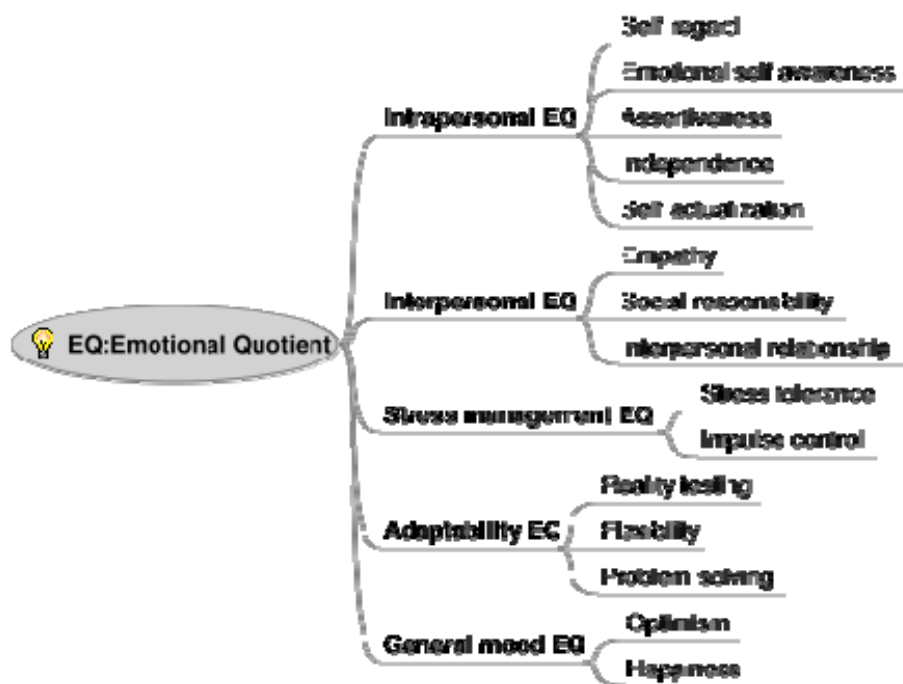 EQ:Emotional Quotient
Intrapersonal EQ
Self regard
Emotional self awareness
Assertiveness
Independence
Self actualization
Interpersonal EQ
Empathy
Social responsibility
Interpersonal relationship
Stress management EQ
Stress tolerance
Impulse control
Adaptability EQ
Reality testing
Flexibility
Problem solving
General mood EQ
Optimism
Happiness